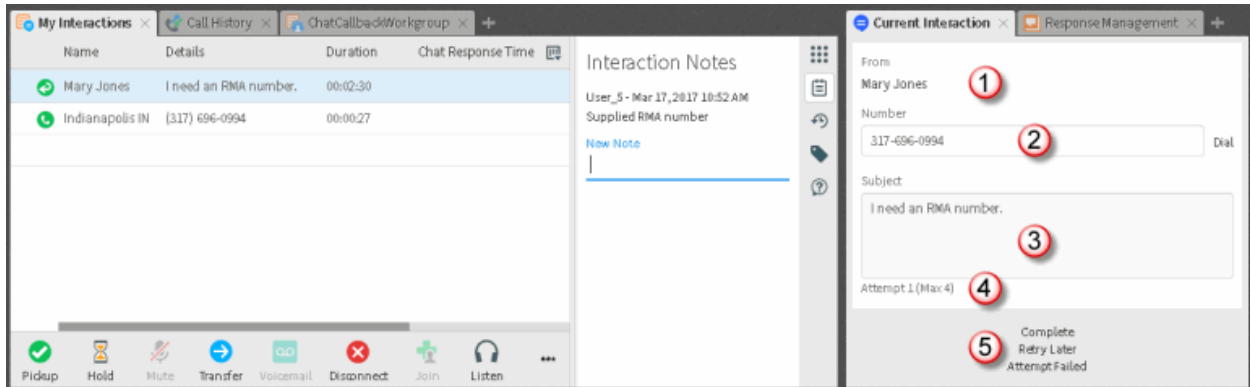 My Interactions
Call History
ChatCallbackWorkgroup
Name Details Duration Chat Response Time
Mary Jones I need an RMA number. 00:02:30
Indianapolis IN (317) 696-0994 00:00:27
Pickup Hold Mute Transfer Voicemail Disconnect Join Listen
Interaction Notes
User_5 - Mar 17, 2017 10:52 AM
Supplied RMA number
New Note
Current Interaction
Response Management
From
Mary Jones
1
Number
317-696-0994
2
Dial
Subject
I need an RMA number.
3
Attempt 1 (Max 4)
4
5
Complete
Retry Later
Attempt Failed